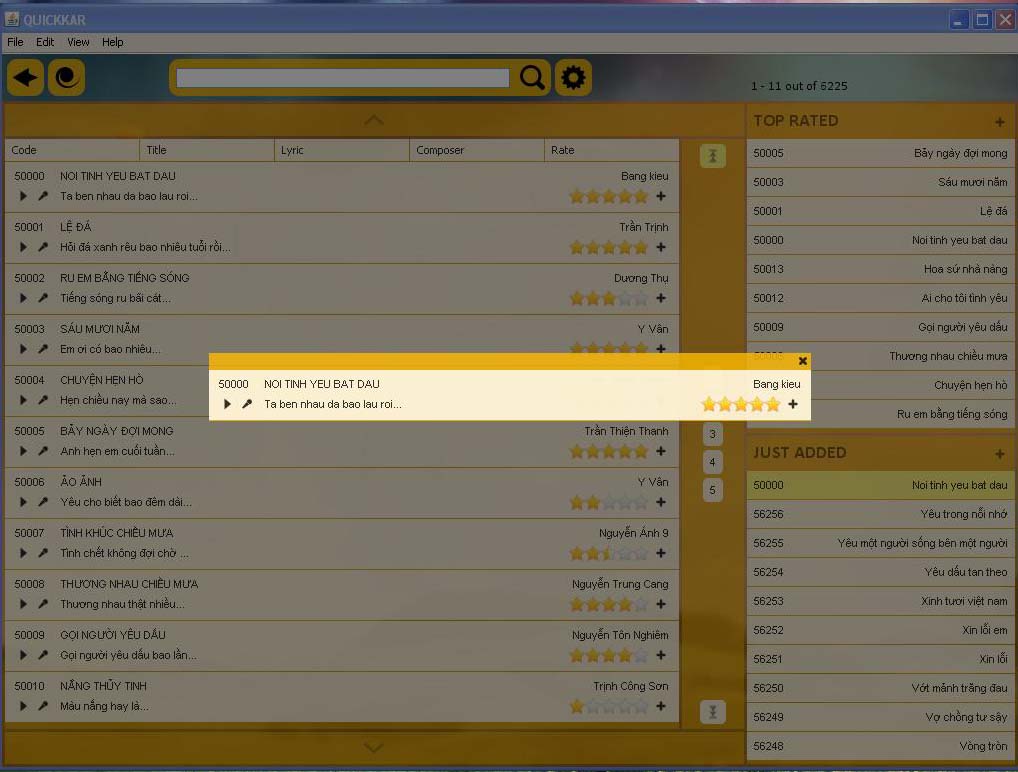 QUICKKAR
File Edit View Help
1 - 11 out of 6225
Code Title Lyric Composer Rate
50000 NOI TINH YEU BAT DAU Bang kieu
Ta ben nhau da bao lau roi...
50001 LỆ ĐÁ Trần Trịnh
Hỏi đá xanh rêu bao nhiêu tuổi rồi...
50002 RU EM BẰNG TIẾNG SÓNG Dương Thụ
Tiếng sóng ru bãi cát...
50003 SÁU MƯƠI NĂM Y Vân
Em ơi có bao nhiêu...
50004 CHUYỆN HẸN HÒ
Hẹn chiều nay mà sao...
50000 NOI TINH YEU BAT DAU Bang kieu
Ta ben nhau da bao lau roi...
50005 BẢY NGÀY ĐỢI MONG Trần Thiện Thanh
Anh hẹn em cuối tuần...
50006 ẢO ẢNH Y Vân
Yêu cho biết bao đêm dài...
50007 TÌNH KHÚC CHIỀU MƯA Nguyễn Ánh 9
Tình chết không đợi chờ ...
50008 THƯƠNG NHAU CHIỀU MƯA Nguyễn Trung Cang
Thương nhau thật nhiều...
50009 GỌI NGƯỜI YÊU DẤU Nguyễn Tôn Nghiêm
Gọi người yêu dấu bao lần...
50010 NẮNG THỦY TINH Trịnh Công Sơn
Màu nắng hay là...
3
4
5
TOP RATED
50005 Bảy ngày đợi mong
50003 Sáu mươi năm
50001 Lệ đá
50000 Noi tinh yeu bat dau
50013 Hoa sứ nhà nàng
50012 Ai cho tôi tình yêu
50009 Gọi người yêu dấu
50008 Thương nhau chiều mưa
Chuyện hẹn hò
Ru em bằng tiếng sóng
JUST ADDED
50000 Noi tinh yeu bat dau
56256 Yêu trong nỗi nhớ
56255 Yêu một người sống bên một người
56254 Yêu dấu tan theo
56253 Xinh tươi việt nam
56252 Xin lỗi em
56251 Xin lỗi
56250 Vớt mảnh trăng đau
56249 Vợ chồng tư sậy
56248 Vòng tròn